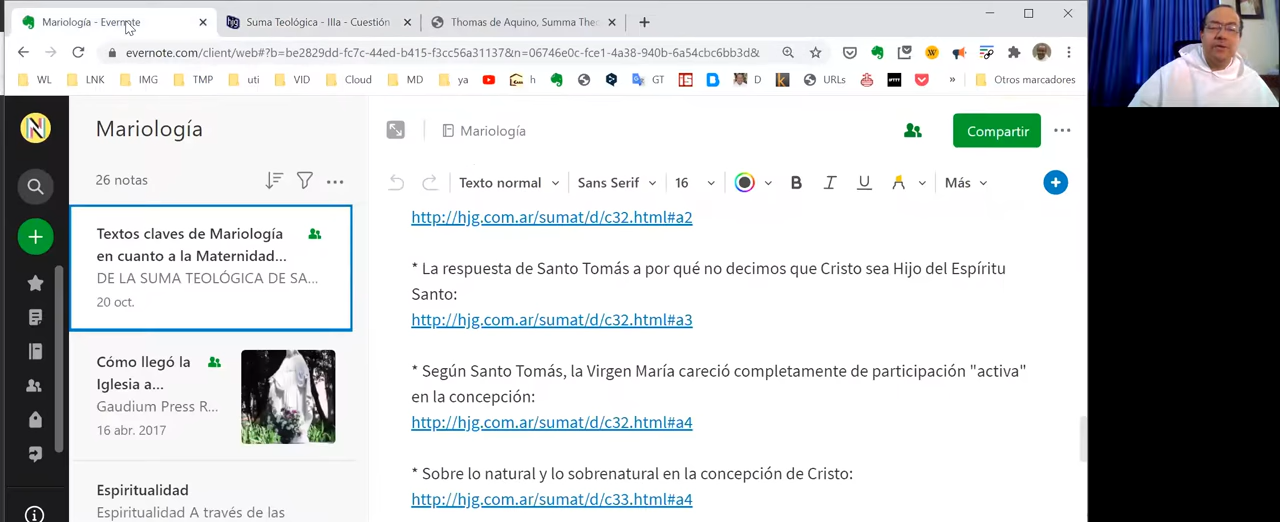 Mariología - Evernote
Suma Teológica - IIIa - Cuestión
Thomas de Aquino, Summa Theo
evernote.com/client/web#?b=be2829dd-fc7c-44ed-b415-f3cc56a31137&n=2d6746e0c-fce1-4a38-940b-6a54cbc6bb3d&
WL
LNK
IMG
TMP
uti
VID
Cloud
MD
ya
h
GT
D
K
URLs
»
Otros marcadores
Mariología
26 notas
Textos claves de Mariología
en cuanto a la Maternidad...
DE LA SUMA TEOLÓGICA DE SA...
20 oct.
Cómo llegó la
Iglesia a...
Gaudium Press R...
16 abr. 2017
Espiritualidad
Espiritualidad A través de las
Mariología
Compartir
Texto normal
Sans Serif
16
B
I
U
Más
http://hjg.com.ar/sumat/d/c32.html#a2
* La respuesta de Santo Tomás a por qué no decimos que Cristo sea Hijo del Espíritu
Santo:
http://hjg.com.ar/sumat/d/c32.html#a3
* Según Santo Tomás, la Virgen María careció completamente de participación "activa"
en la concepción:
http://hjg.com.ar/sumat/d/c32.html#a4
* Sobre lo natural y lo sobrenatural en la concepción de Cristo:
http://hjg.com.ar/sumat/d/c33.html#a4